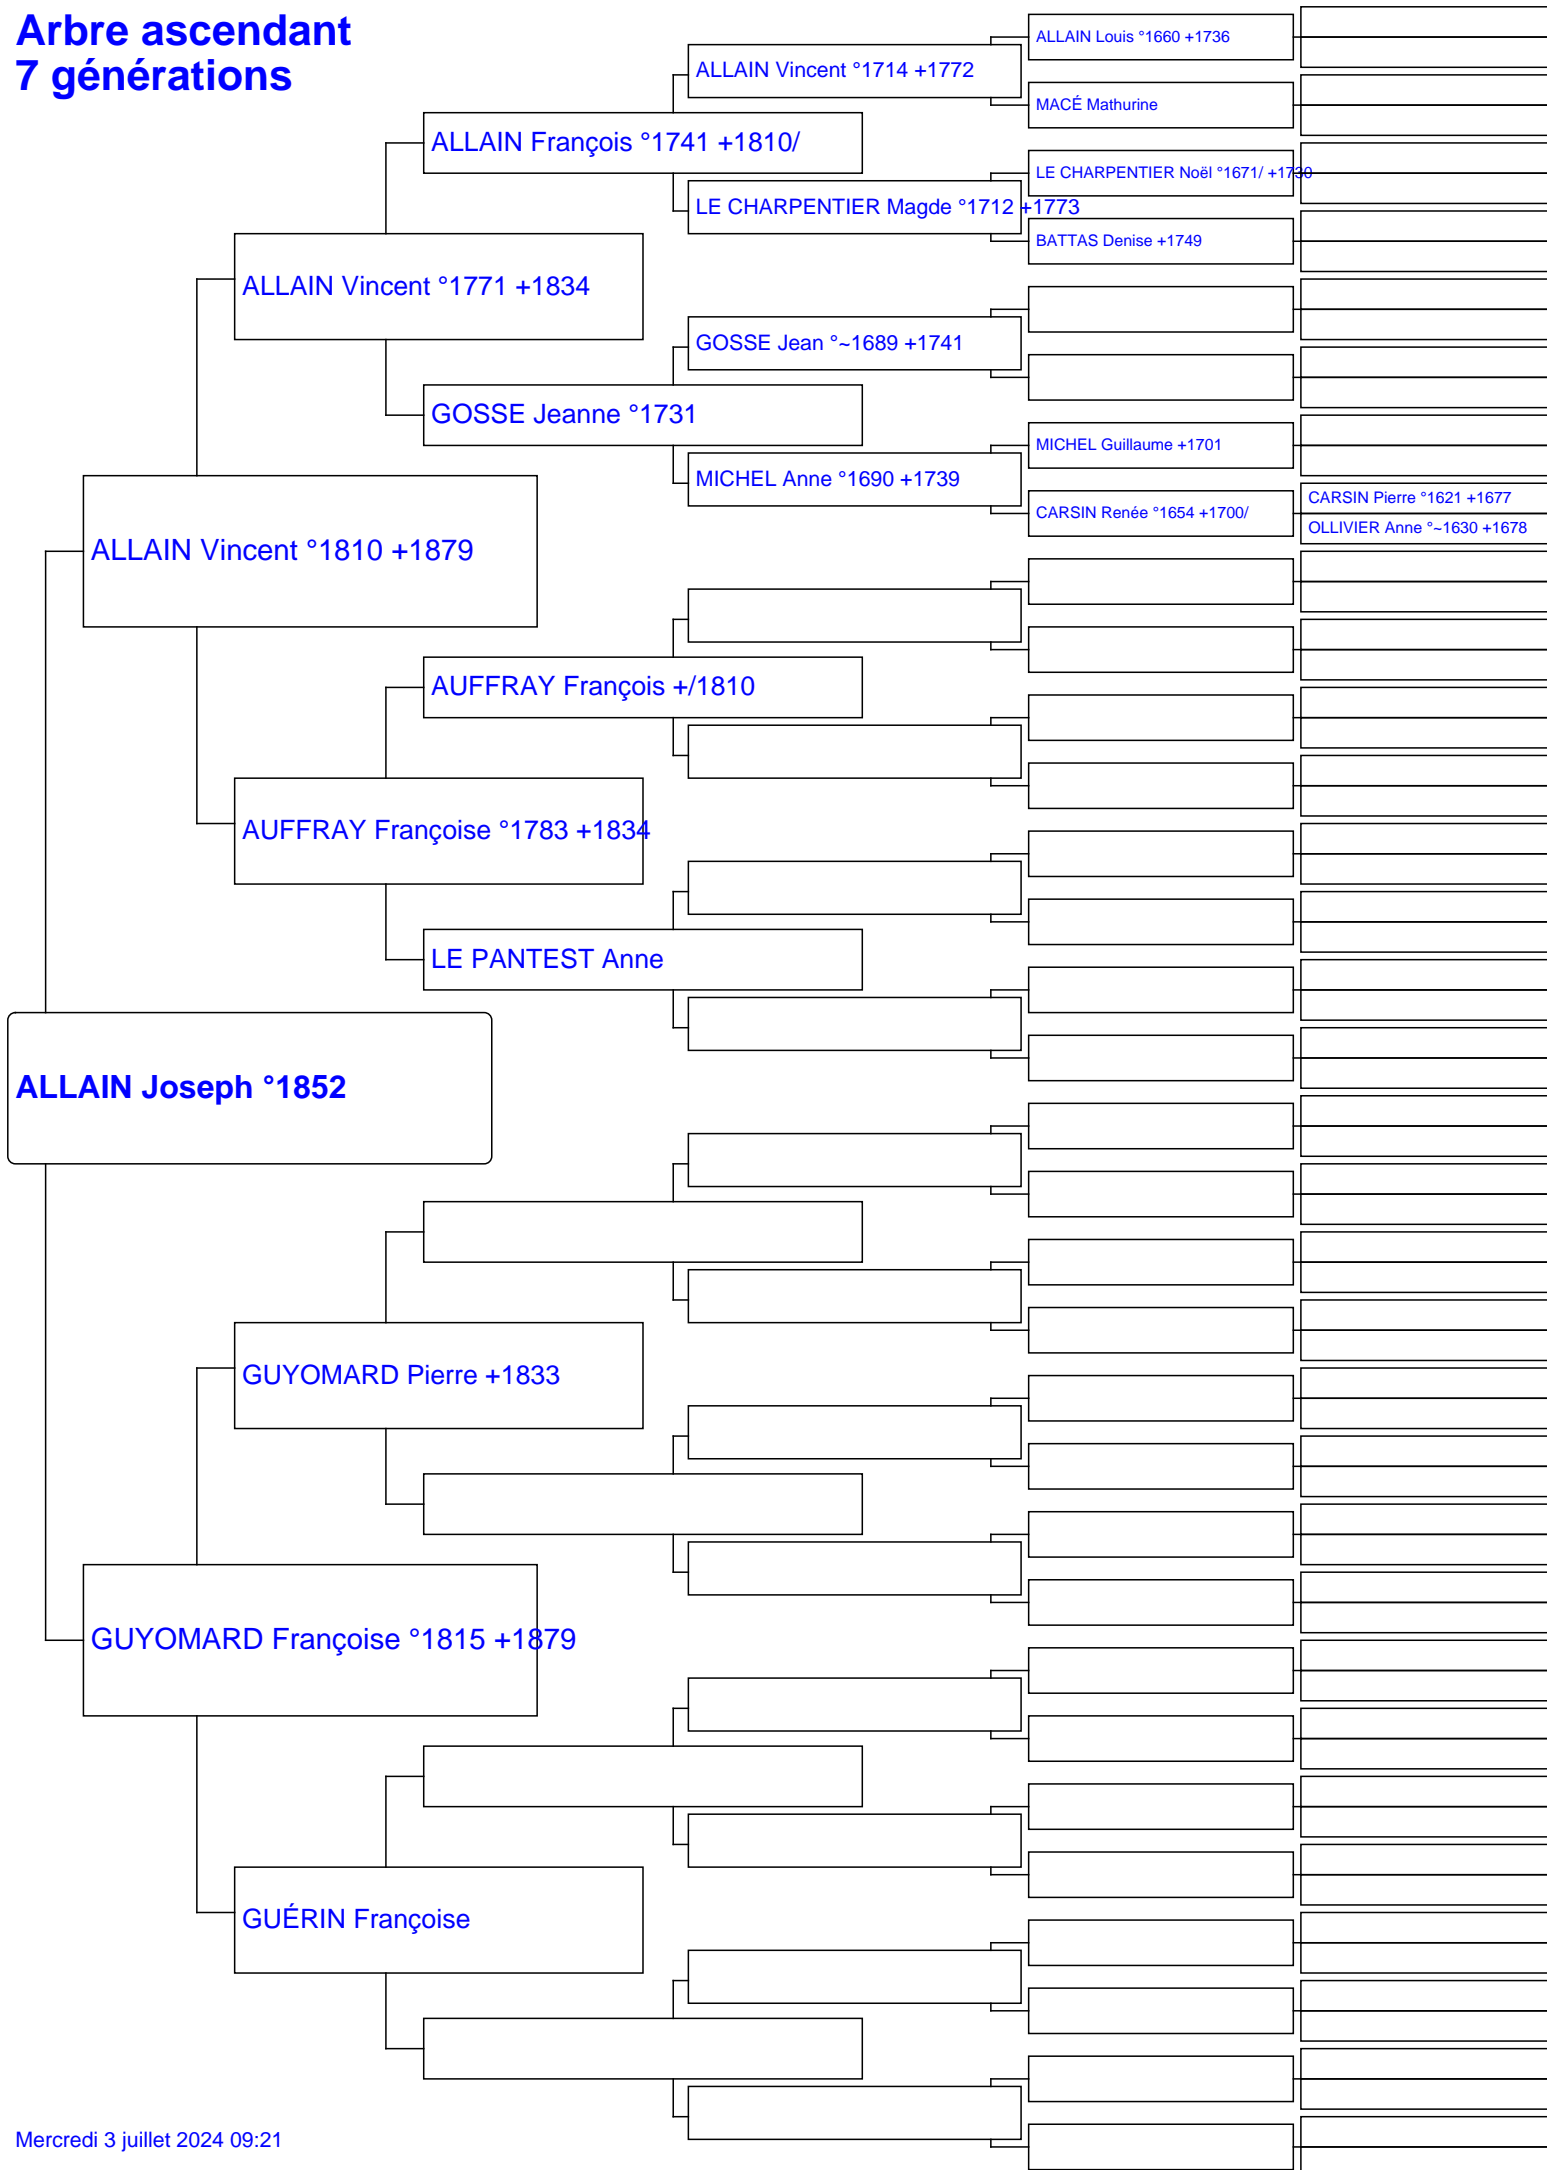 Arbre ascendant
7 générations
ALLAIN Louis °1660 +1736
ALLAIN Vincent °1714 +1772
MACÉ Mathurine
ALLAIN François °1741 +1810/
LE CHARPENTIER Noël °1671/ +1730
LE CHARPENTIER Magde °1712 +1773
BATTAS Denise +1749
ALLAIN Vincent °1771 +1834
GOSSE Jean °~1689 +1741
GOSSE Jeanne °1731
MICHEL Guillaume +1701
MICHEL Anne °1690 +1739
CARSIN Pierre °1621 +1677
CARSIN Renée °1654 +1700/
OLLIVIER Anne °~1630 +1678
ALLAIN Vincent °1810 +1879
AUFFRAY François +/1810
AUFFRAY Françoise °1783 +1834
LE PANTEST Anne
ALLAIN Joseph °1852
GUYOMARD Pierre +1833
GUYOMARD Françoise °1815 +1879
GUÉRIN Françoise
Mercredi 3 juillet 2024 09:21